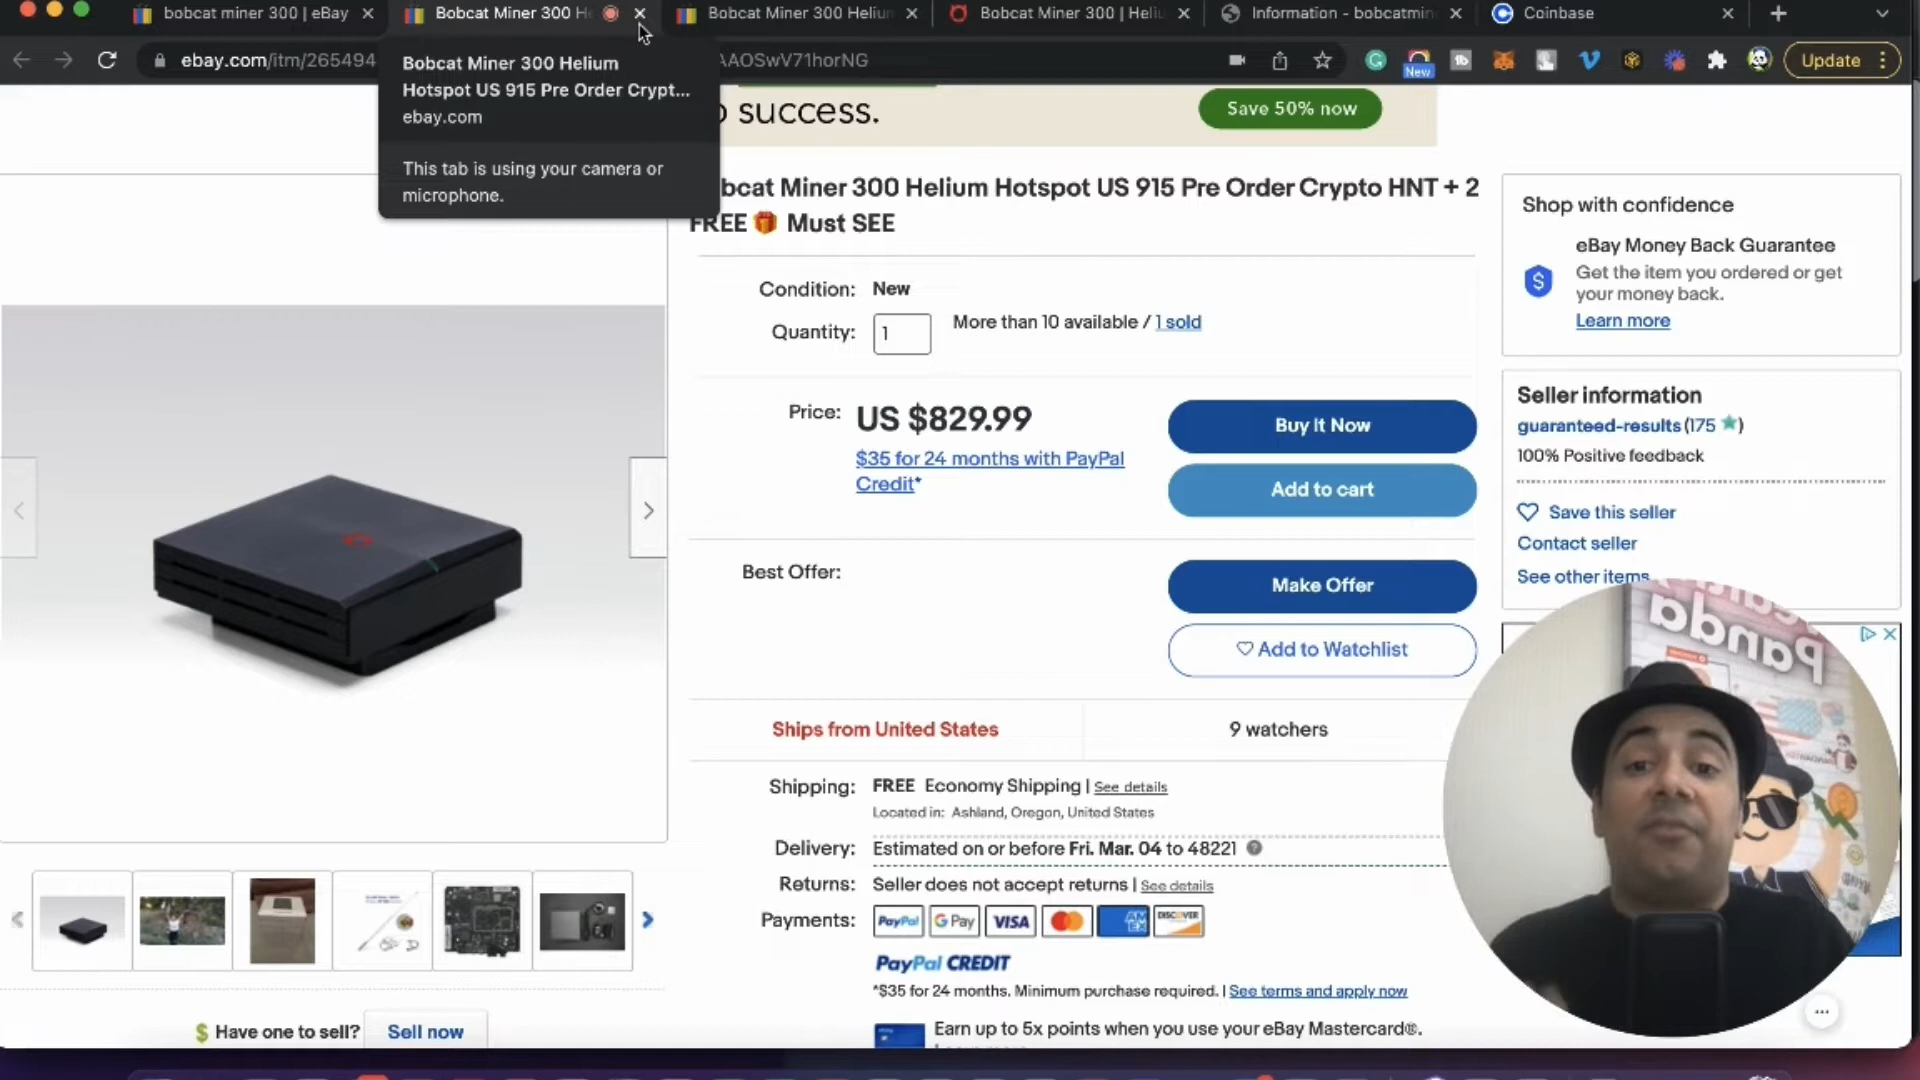 bobcat miner 300 | eBay
Bobcat Miner 300 H
Bobcat Miner 300 Helium
Bobcat Miner 300 | Heliu
Information - bobcatmin
Coinbase
ebay.com/itm/265494
AAOSwV71horNG
New
Update
Bobcat Miner 300 Helium
Hotspot US 915 Pre Order Crypt...
ebay.com
This tab is using your camera or
microphone.
success.
Save 50% now
bcat Miner 300 Helium Hotspot US 915 Pre Order Crypto HNT + 2
FREE 🎁 Must SEE
Condition: New
Quantity: 1 More than 10 available / 1 sold
Price: US $829.99
$35 for 24 months with PayPal
Credit*
Buy It Now
Add to cart
Best Offer:
Make Offer
Add to Watchlist
Ships from United States
9 watchers
Shipping: FREE Economy Shipping | See details
Located in: Ashland, Oregon, United States
Delivery: Estimated on or before Fri. Mar. 04 to 48221
Returns: Seller does not accept returns | See details
Payments: PayPal G Pay VISA AMEX DISCOVER
PayPal CREDIT
*$35 for 24 months. Minimum purchase required. | See terms and apply now
Earn up to 5x points when you use your eBay Mastercard®.
Have one to sell? Sell now
Shop with confidence
eBay Money Back Guarantee
Get the item you ordered or get
your money back.
Learn more
Seller information
guaranteed-results (175 ★)
100% Positive feedback
Save this seller
Contact seller
See other items
Panda